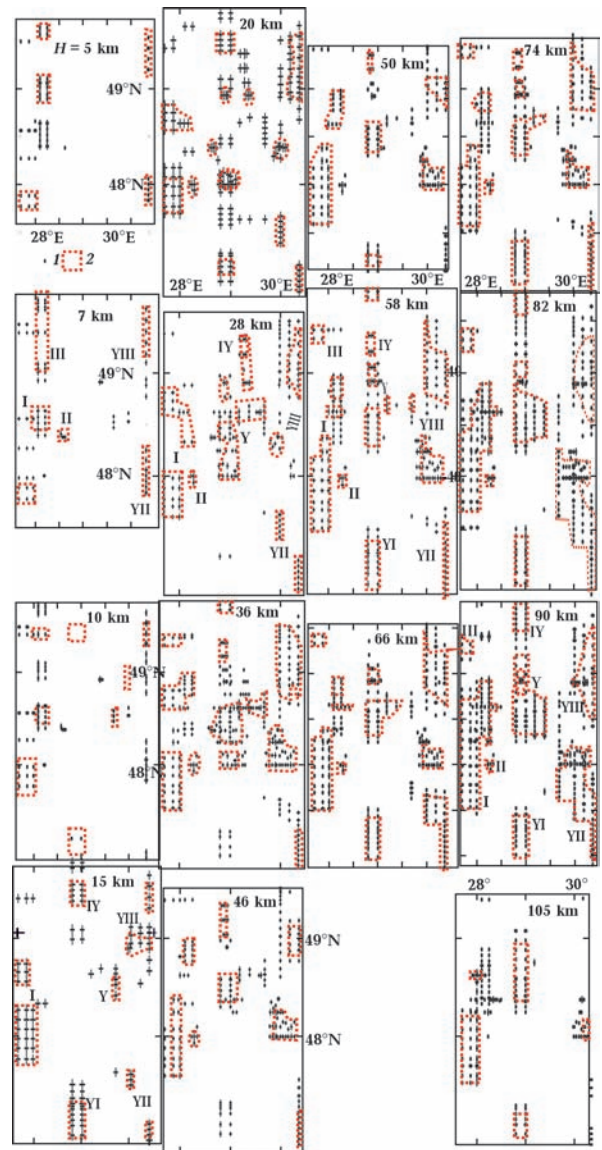 H = 5 km
20 km
50 km
74 km
49°N
48°N
28°E 30°E
28°E 30°E
28°E 30°E
30°E
1 2
7 km
28 km
58 km
82 km
III
YIII
IY
III
IY
49°N
I
II
I
Y
YIII
I
YIII
48°N
II
II
YII
YII
YI
YII
10 km
36 km
66 km
90 km
III
IY
49°N
Y
YIII
48°N
II
I
YI
YII
15 km
46 km
105 km
28° 30°
IY
YIII
49°N
I
Y
48°N
YI
YII